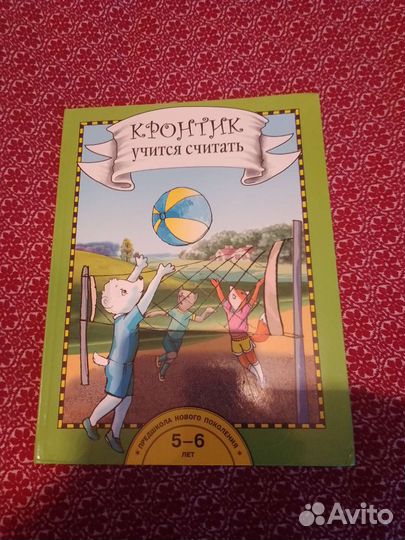 КРОНТИК
учится считать
ПРЕДШКОЛА НОВОГО ПОКОЛЕНИЯ
5–6
ЛЕТ
Avito